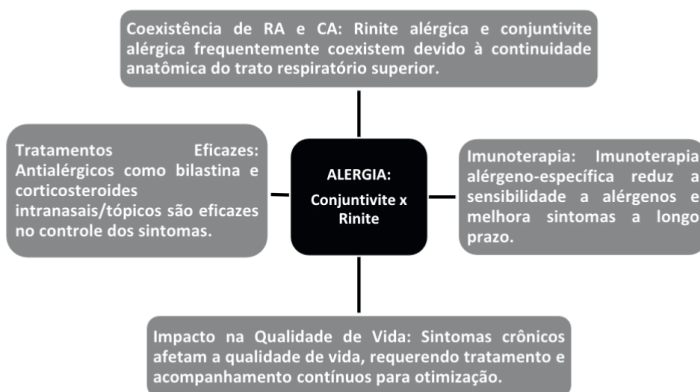 Coexistência de RA e CA: Rinite alérgica e conjuntivite
alérgica frequentemente coexistem devido à continuidade
anatômica do trato respiratório superior.
Tratamentos Eficazes:
Antialérgicos como bilastina e
corticosteroides
intranasais/tópicos são eficazes
no controle dos sintomas.
ALERGIA:
Conjuntivite x
Rinite
Imunoterapia: Imunoterapia
alérgeno-específica reduz a
sensibilidade a alérgenos e
melhora sintomas a longo
prazo.
Impacto na Qualidade de Vida: Sintomas crônicos
afetam a qualidade de vida, requerendo tratamento e
acompanhamento contínuos para otimização.